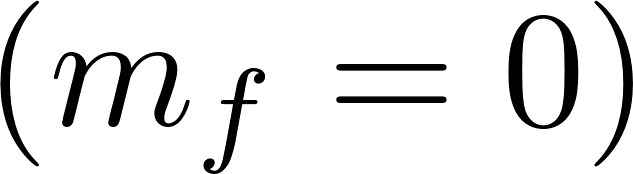 (m_f = 0)